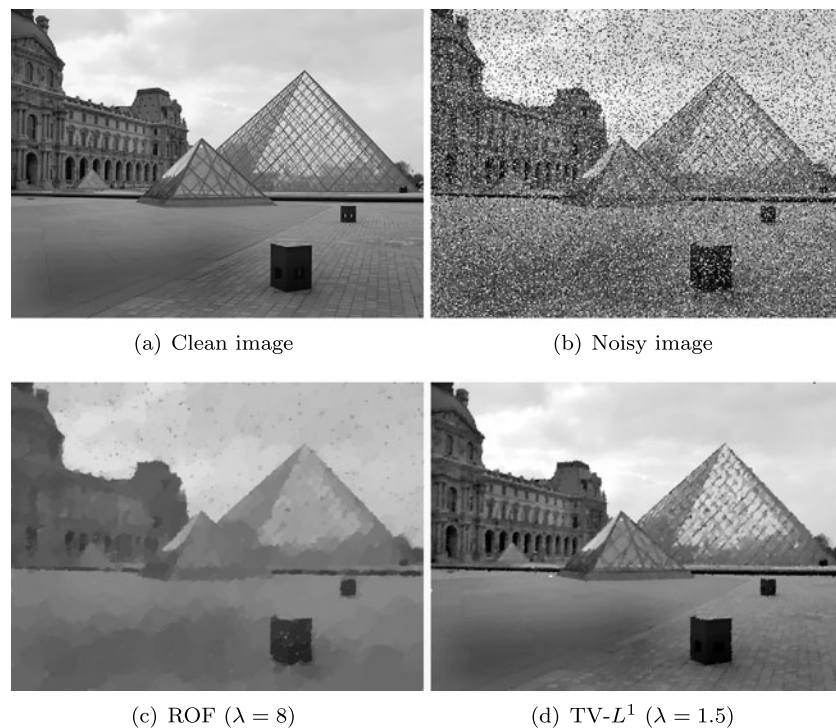 (a) Clean image
(b) Noisy image
(c) ROF (λ = 8)
(d) TV-L¹ (λ = 1.5)